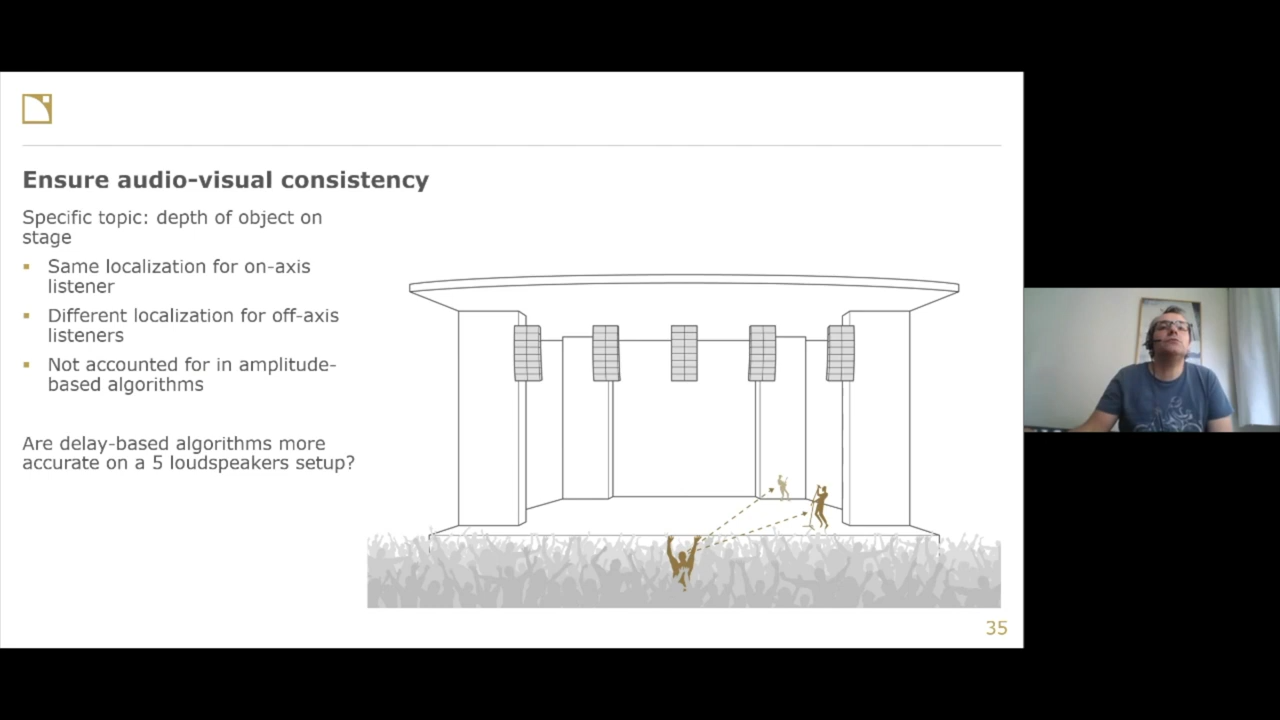 Ensure audio-visual consistency
Specific topic: depth of object on
stage
▪ Same localization for on-axis
listener
▪ Different localization for off-axis
listeners
▪ Not accounted for in amplitude-
based algorithms
Are delay-based algorithms more
accurate on a 5 loudspeakers setup?
35